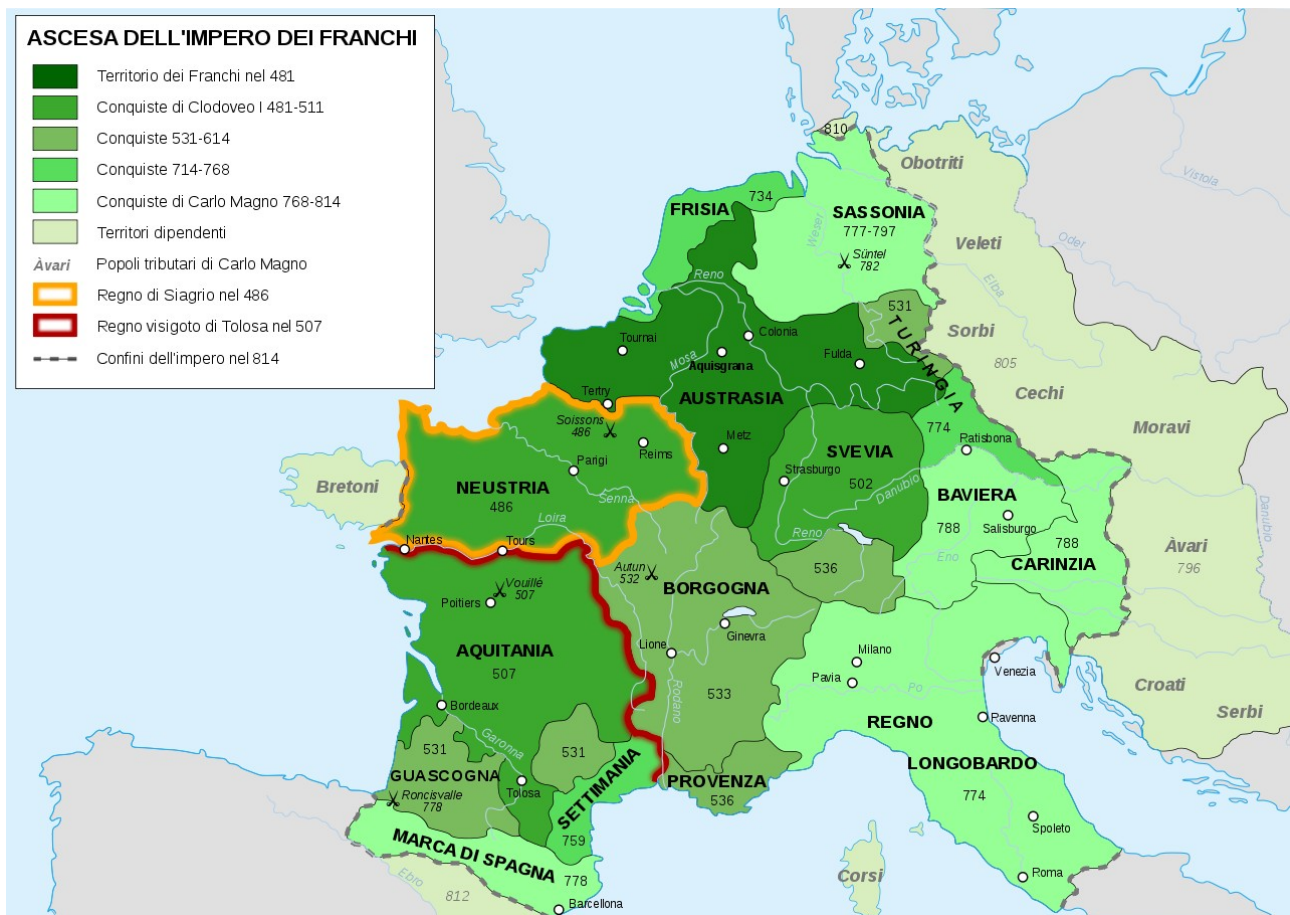 ASCESA DELL'IMPERO DEI FRANCHI
Territorio dei Franchi nel 481
Conquiste di Clodoveo I 481-511
Conquiste 531-614
Conquiste 714-768
Conquiste di Carlo Magno 768-814
Territori dipendenti
Àvari Popoli tributari di Carlo Magno
Regno di Siagrio nel 486
Regno visigoto di Tolosa nel 507
Confini dell'impero nel 814
810
Obotriti
Vistola
FRISIA
734
SASSONIA
777-797
Weser
Süntel
782
Veleti
Odel
Elba
Reno
531
TURINGIA
Sorbi
805
Cechi
Tournai
Colonia
Mosa
Aquisgrana
Fulda
AUSTRASIA
Tertry
Soissons
486
Reims
Metz
Parigi
Senna
NEUSTRIA
486
Bretoni
Loira
Nantes
Tours
Strasburgo
SVEVIA
502
Danubio
Reno
774
Ratisbona
Moravi
BAVIERA
788
Salisburgo
Eno
788
CARINZIA
Danubio
Àvari
796
Vouillé
507
Poitiers
Autun
532
BORGOGNA
536
Ginevra
Lione
Rodano
533
AQUITANIA
507
Bordeaux
Garonna
531
GUASCOGNA
531
Tolosa
Roncisvalle
778
SETTIMANIA
759
PROVENZA
536
Milano
Pavia
Po
Venezia
REGNO
LONGOBARDO
774
Ravenna
Croati
Serbi
Spoleto
Roma
Corsi
MARCA DI SPAGNA
778
Ebro
812
Barcellona